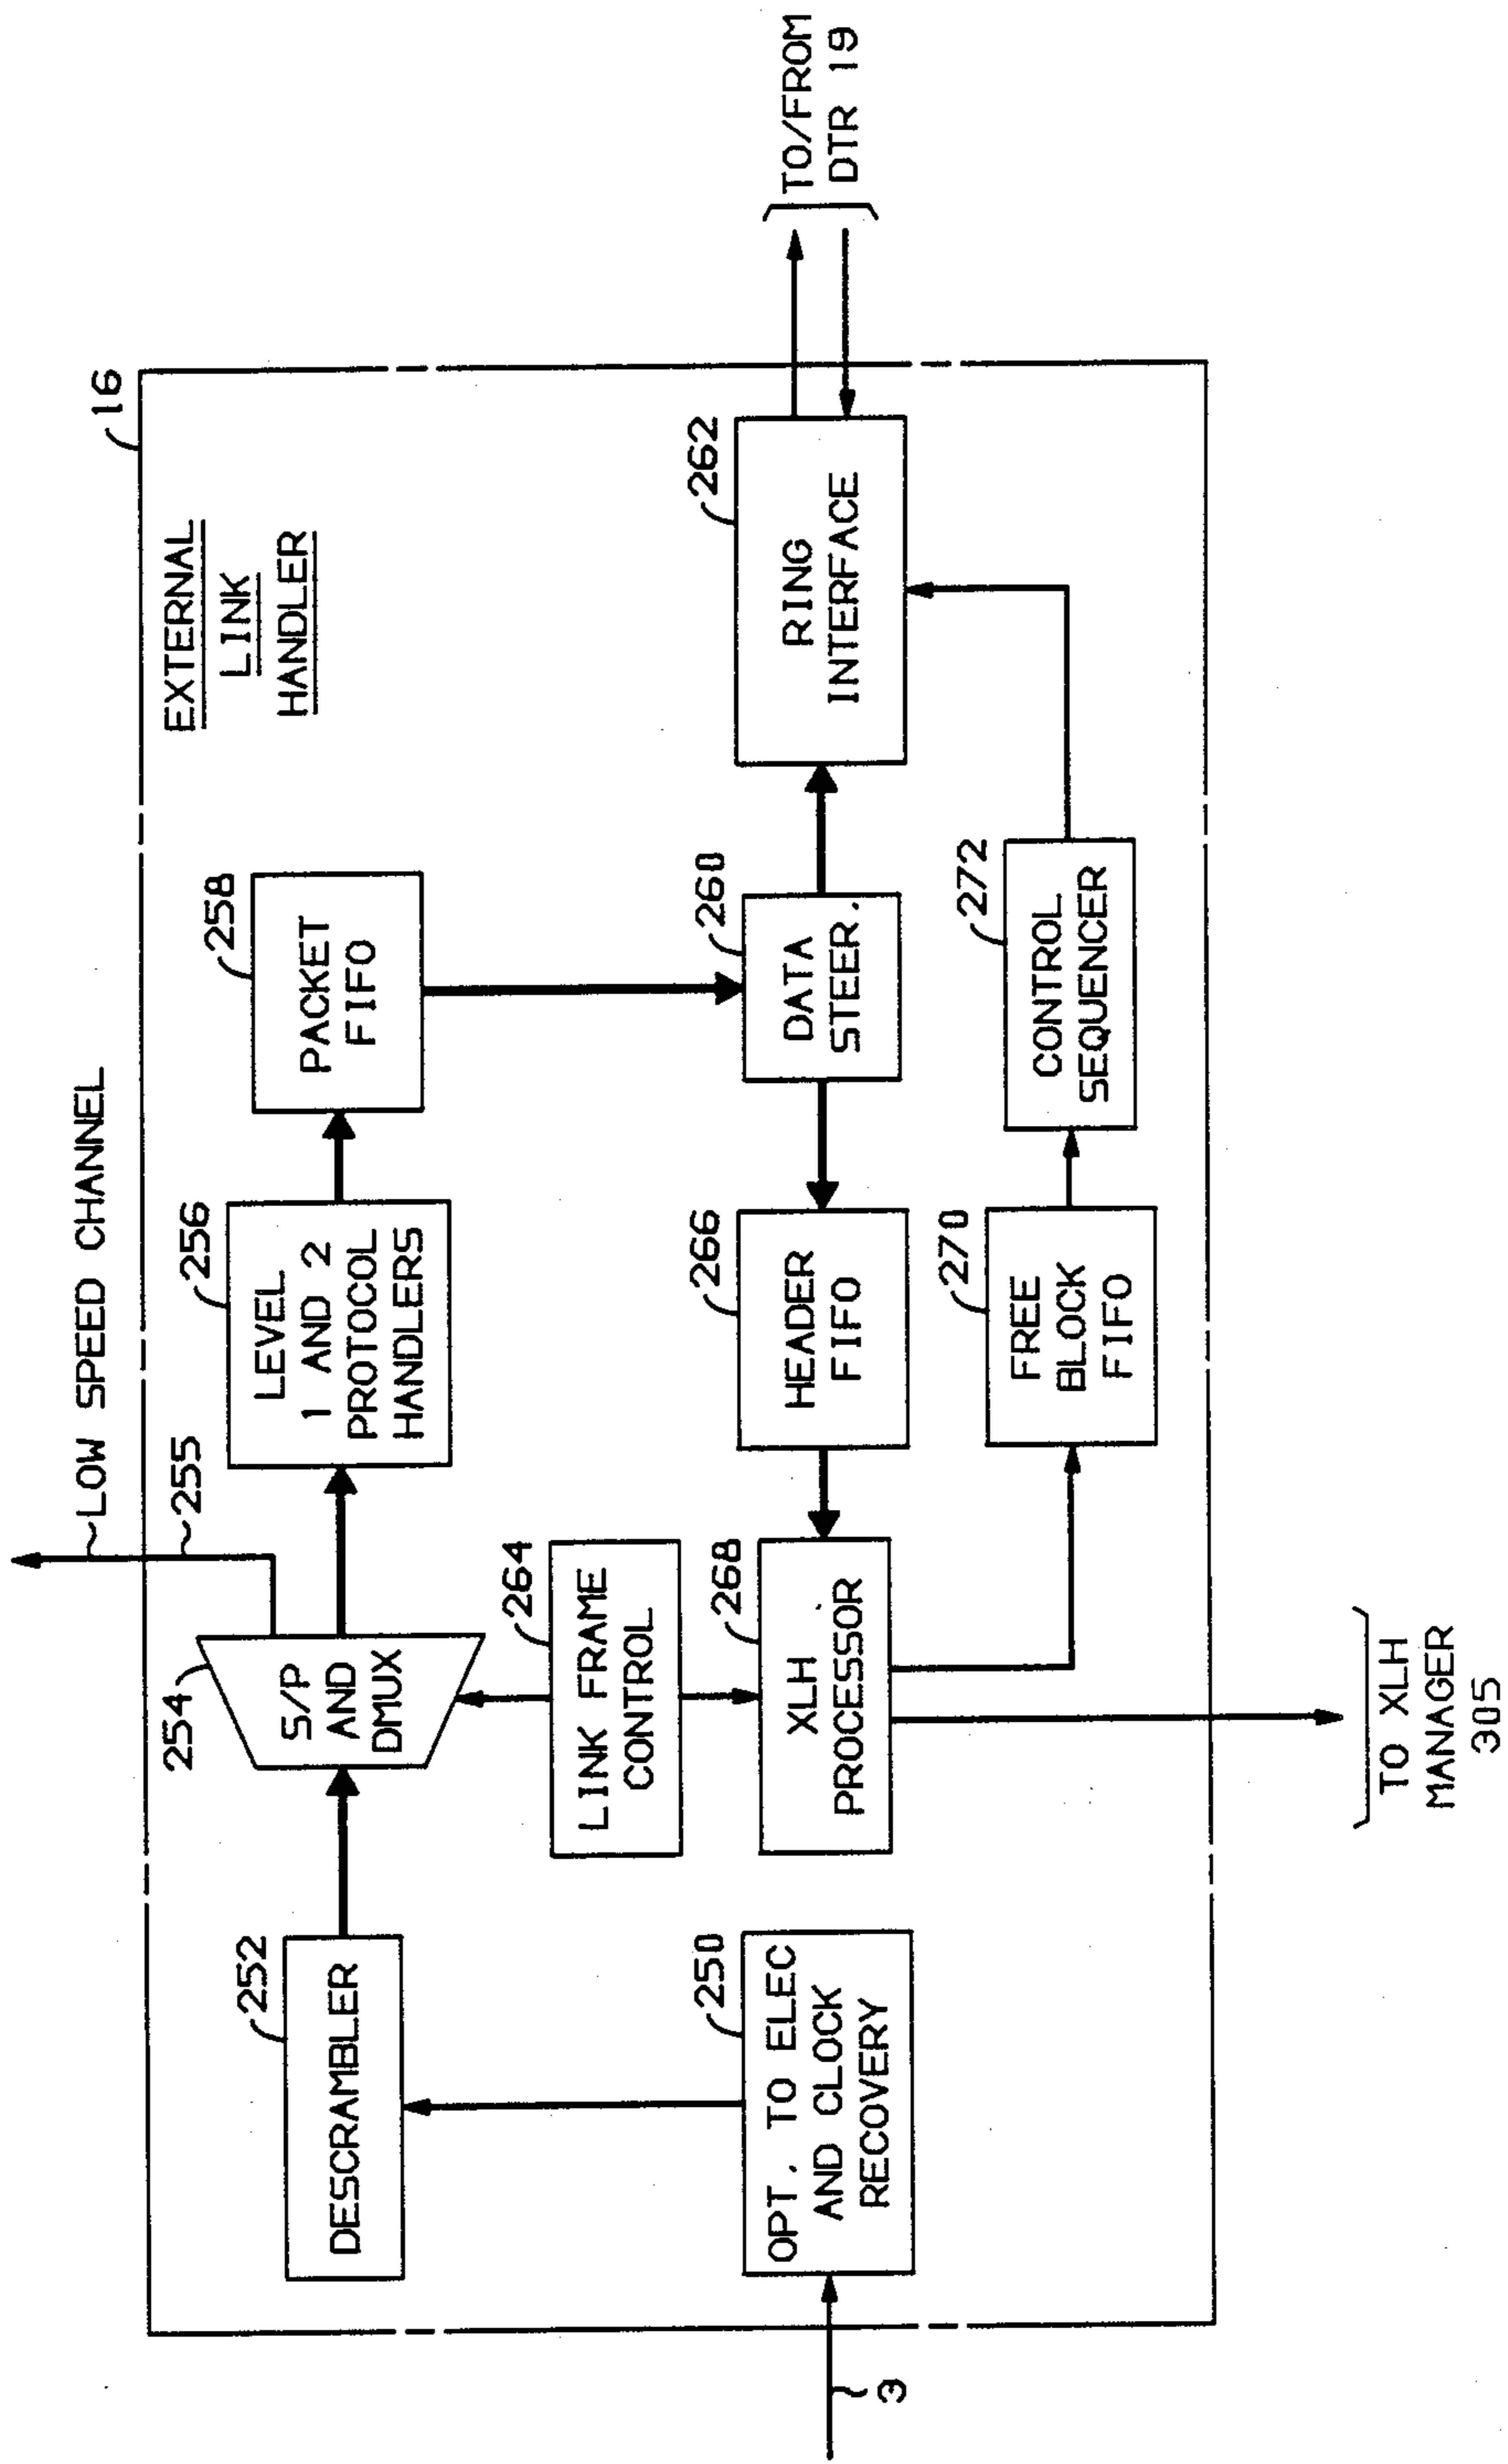 LOW SPEED CHANNEL
255
16
EXTERNAL
LINK
HANDLER
252
DESCRAMBLER
254
S/P
AND
DMUX
256
LEVEL
1 AND 2
PROTOCOL
HANDLERS
258
PACKET
FIFO
264
LINK FRAME
CONTROL
3
250
OPT. TO ELEC
AND CLOCK
RECOVERY
268
XLH
PROCESSOR
266
HEADER
FIFO
260
DATA
STEER.
262
RING
INTERFACE
TO/FROM
DTR 19
270
FREE
BLOCK
FIFO
272
CONTROL
SEQUENCER
TO XLH
MANAGER
305